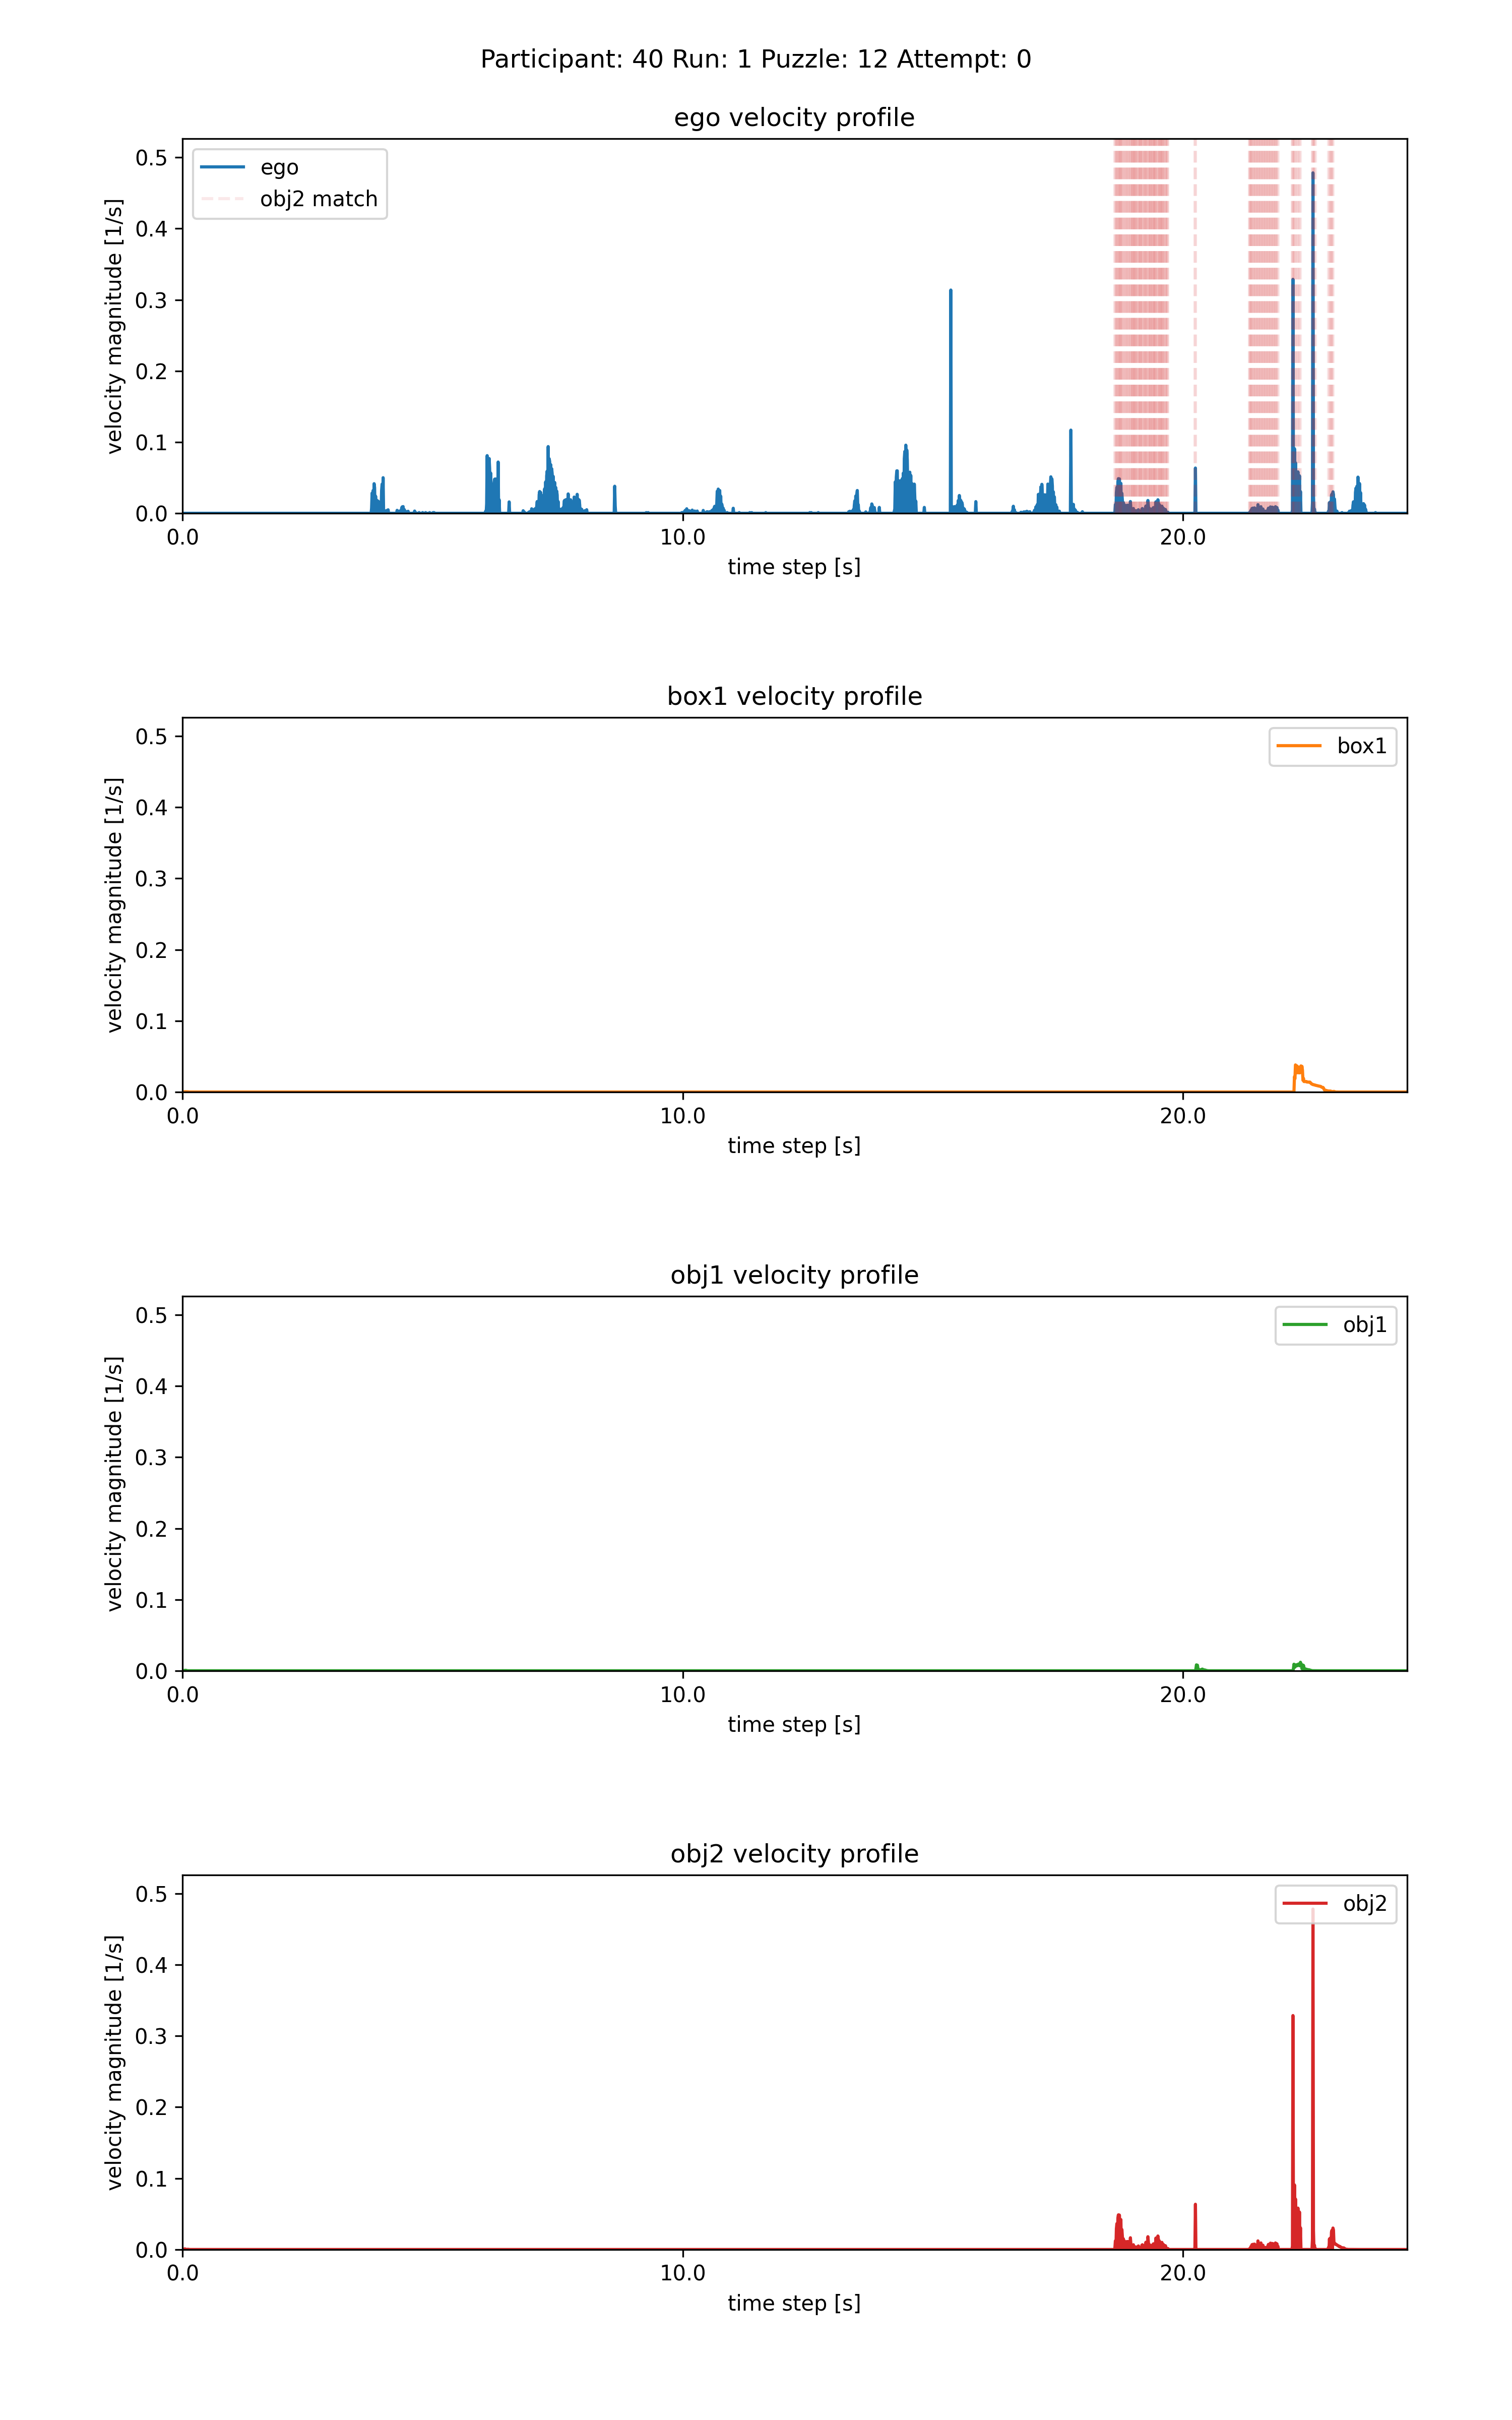 Participant: 40 Run: 1 Puzzle: 12 Attempt: 0
ego velocity profile
ego
obj2 match
velocity magnitude [1/s]
0.5
0.4
0.3
0.2
0.1
0.0
0.0 10.0 20.0
time step [s]
box1 velocity profile
box1
velocity magnitude [1/s]
0.5
0.4
0.3
0.2
0.1
0.0
0.0 10.0 20.0
time step [s]
obj1 velocity profile
obj1
velocity magnitude [1/s]
0.5
0.4
0.3
0.2
0.1
0.0
0.0 10.0 20.0
time step [s]
obj2 velocity profile
obj2
velocity magnitude [1/s]
0.5
0.4
0.3
0.2
0.1
0.0
0.0 10.0 20.0
time step [s]